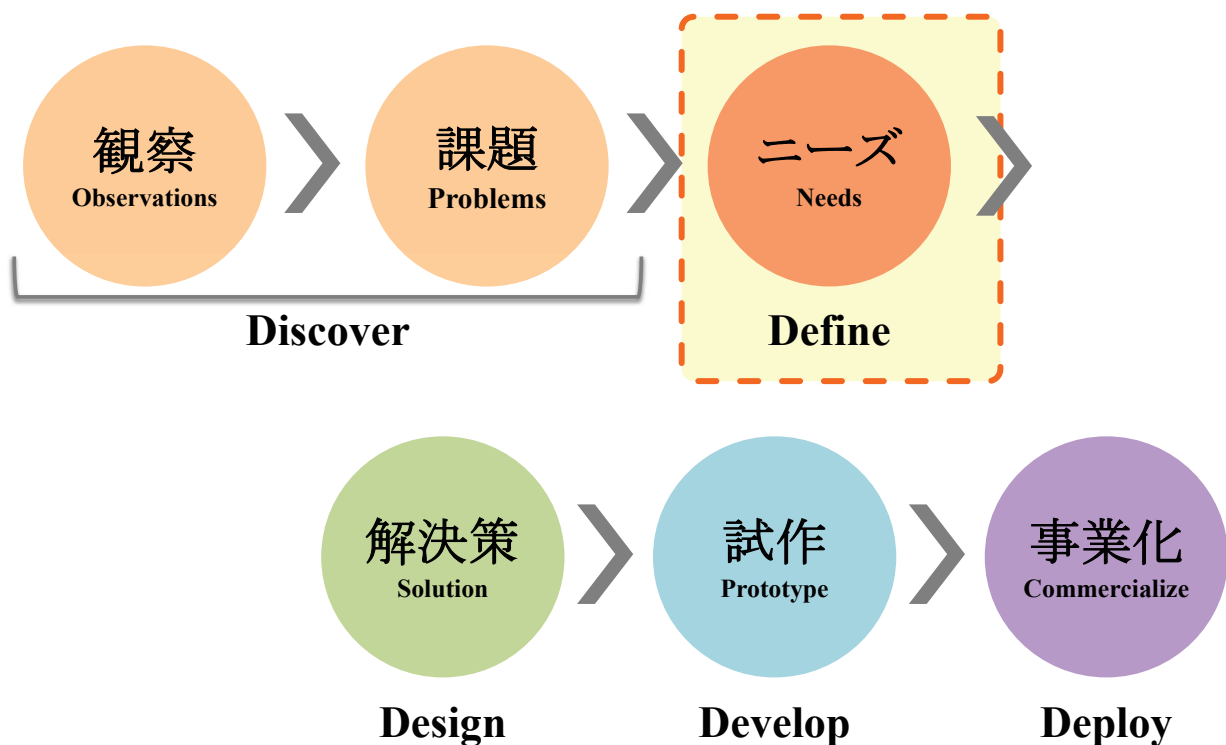 観察
Observations
課題
Problems
ニーズ
Needs
Discover
Define
解決策
Solution
試作
Prototype
事業化
Commercialize
Design
Develop
Deploy